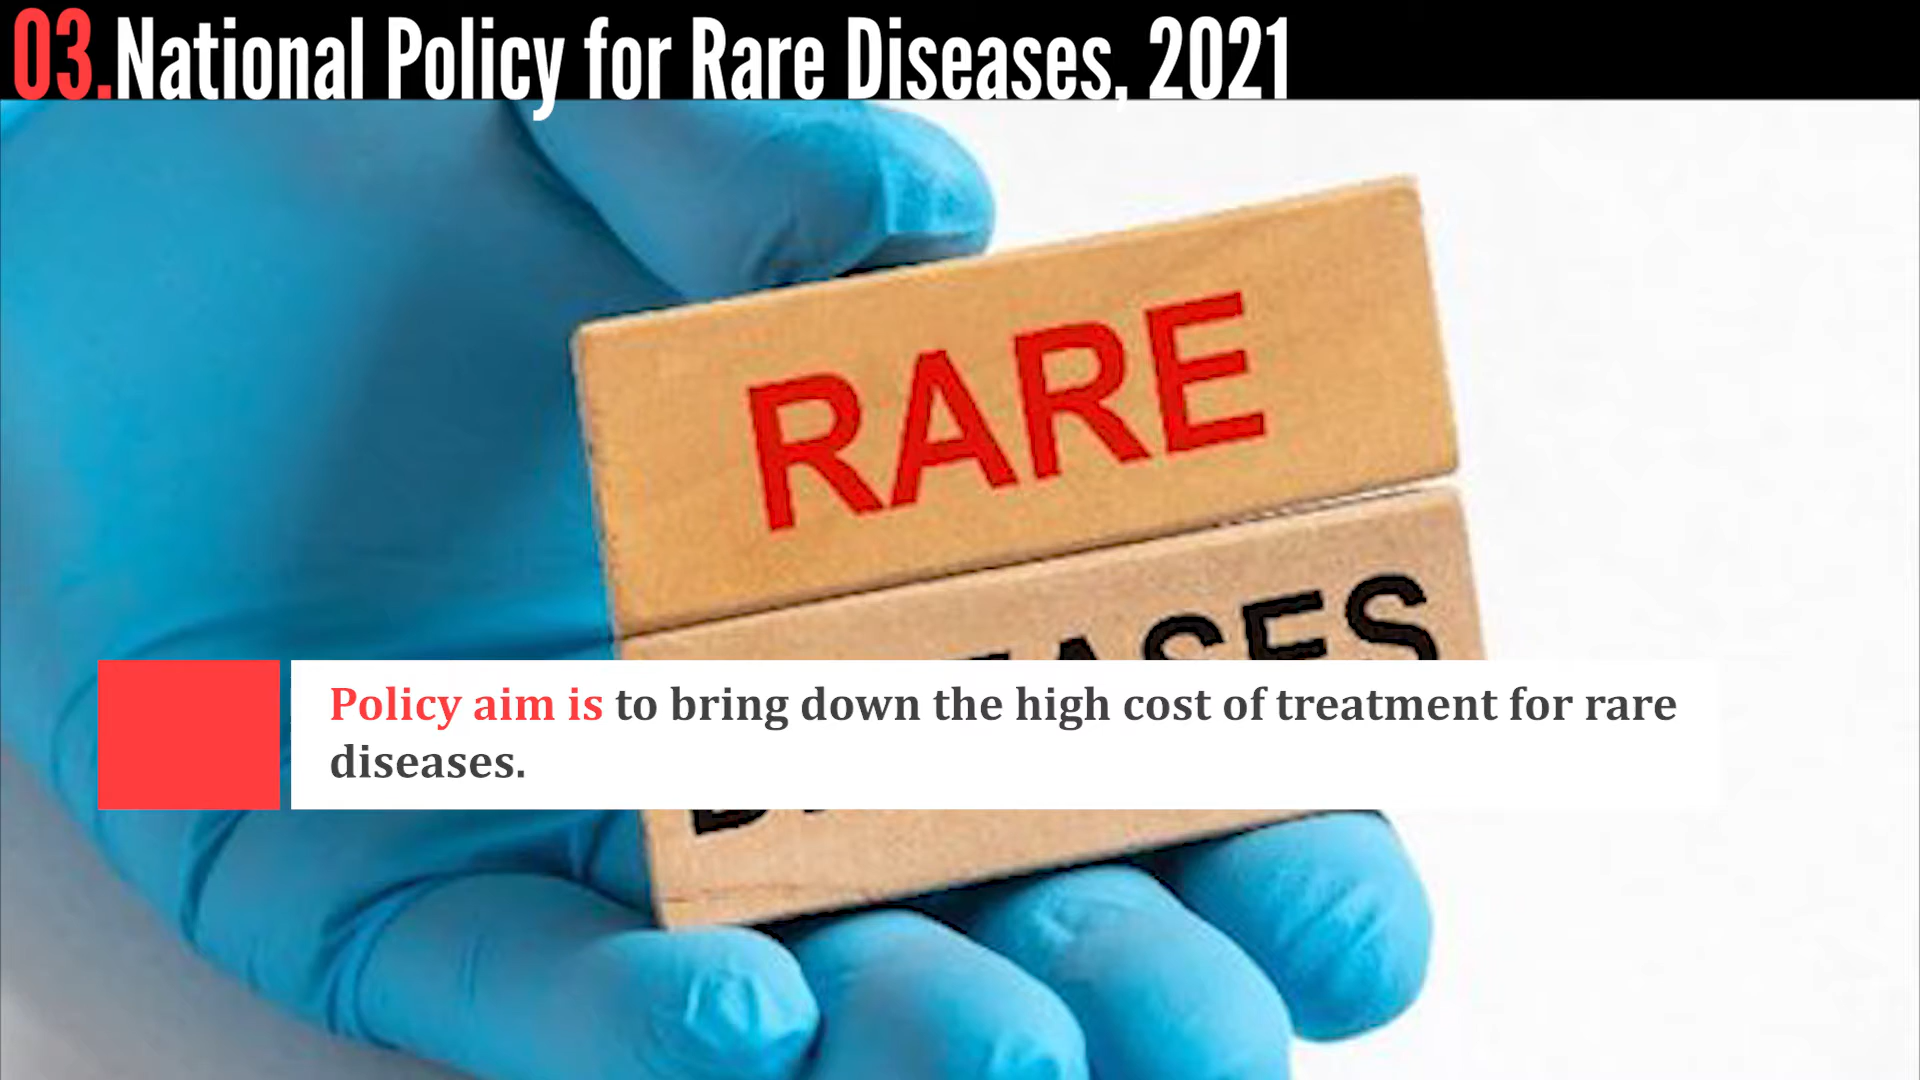 03.National Policy for Rare Diseases, 2021
RARE
Policy aim is to bring down the high cost of treatment for rare
diseases.